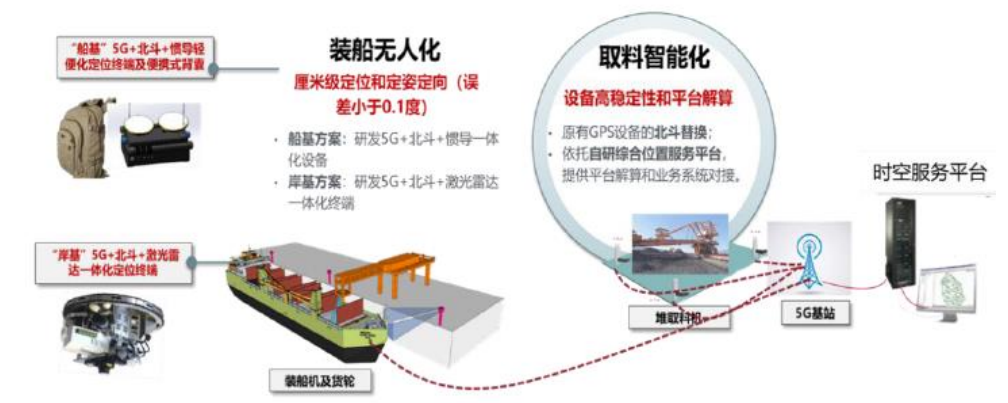 “船基”5G+北斗+惯导轻
便化定位终端及便携式背囊
装船无人化
厘米级定位和定姿定向（误
差小于0.1度）
• 船基方案：研发5G+北斗+惯导一体
化设备
• 岸基方案：研发5G+北斗+激光雷达
一体化终端
取料智能化
设备高稳定性和平台解算
• 原有GPS设备的北斗替换；
• 依托自研综合位置服务平台，
提供平台解算和业务系统对接。
时空服务平台
“岸基”5G+北斗+激光雷
达一体化定位终端
堆取料机
5G基站
装船机及货轮